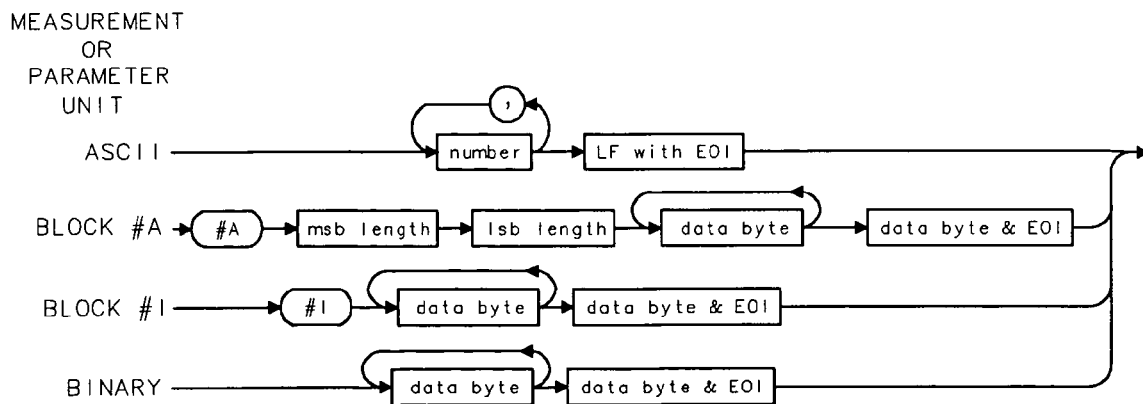 MEASUREMENT
OR
PARAMETER
UNIT
,
ASCII number LF with EOI
BLOCK #A #A msb length lsb length data byte data byte & EOI
BLOCK #I #I data byte data byte & EOI
BINARY data byte data byte & EOI